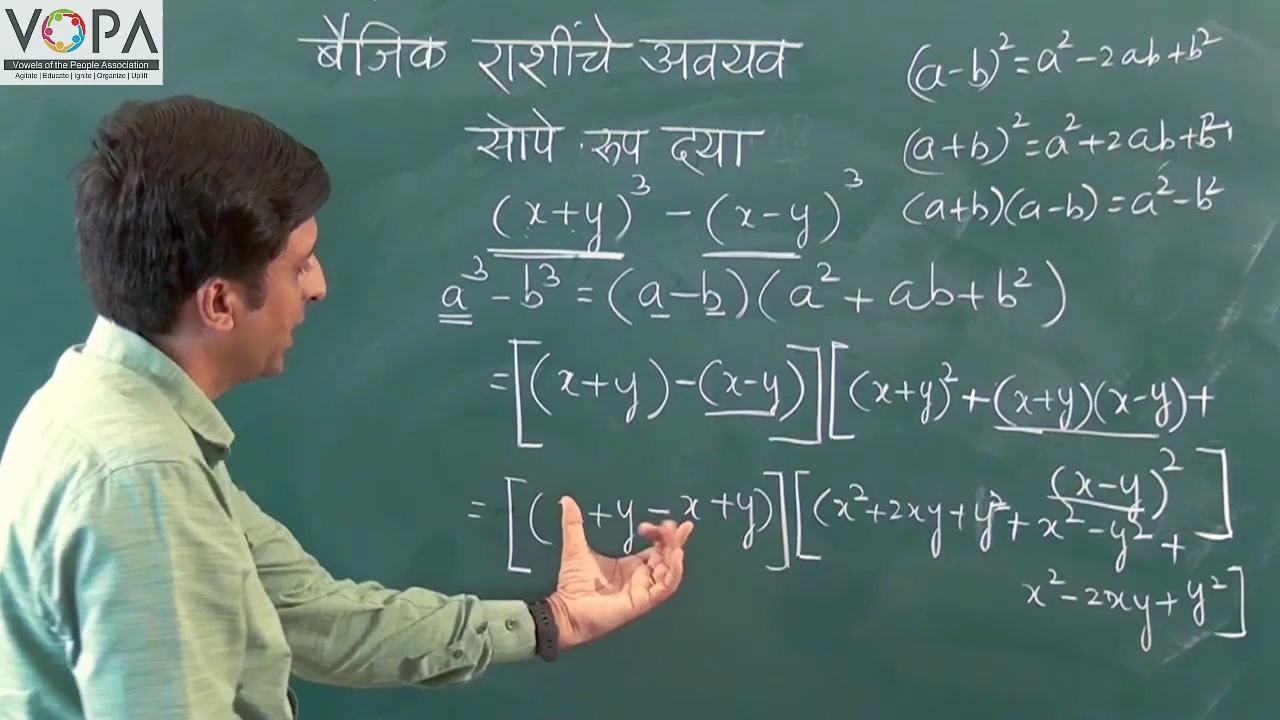 VOPA
Vowels of the People Association
Agitate | Educate | Ignite | Organize | Uplift
बैजिक राशींचे अवयव
सोपे रूप दया
(x+y)³ - (x-y)³
a³ - b³ = (a-b)(a² + ab + b²)
= [(x+y) - (x-y)] [(x+y)² + (x+y)(x-y) +
(x-y)²]
= [( +y-x+y)] [(x²+2xy+y² + x² - y² +
x² - 2xy + y²]
(a-b)² = a² - 2ab + b²
(a+b)² = a² + 2ab + b²
(a+b)(a-b) = a² - b²